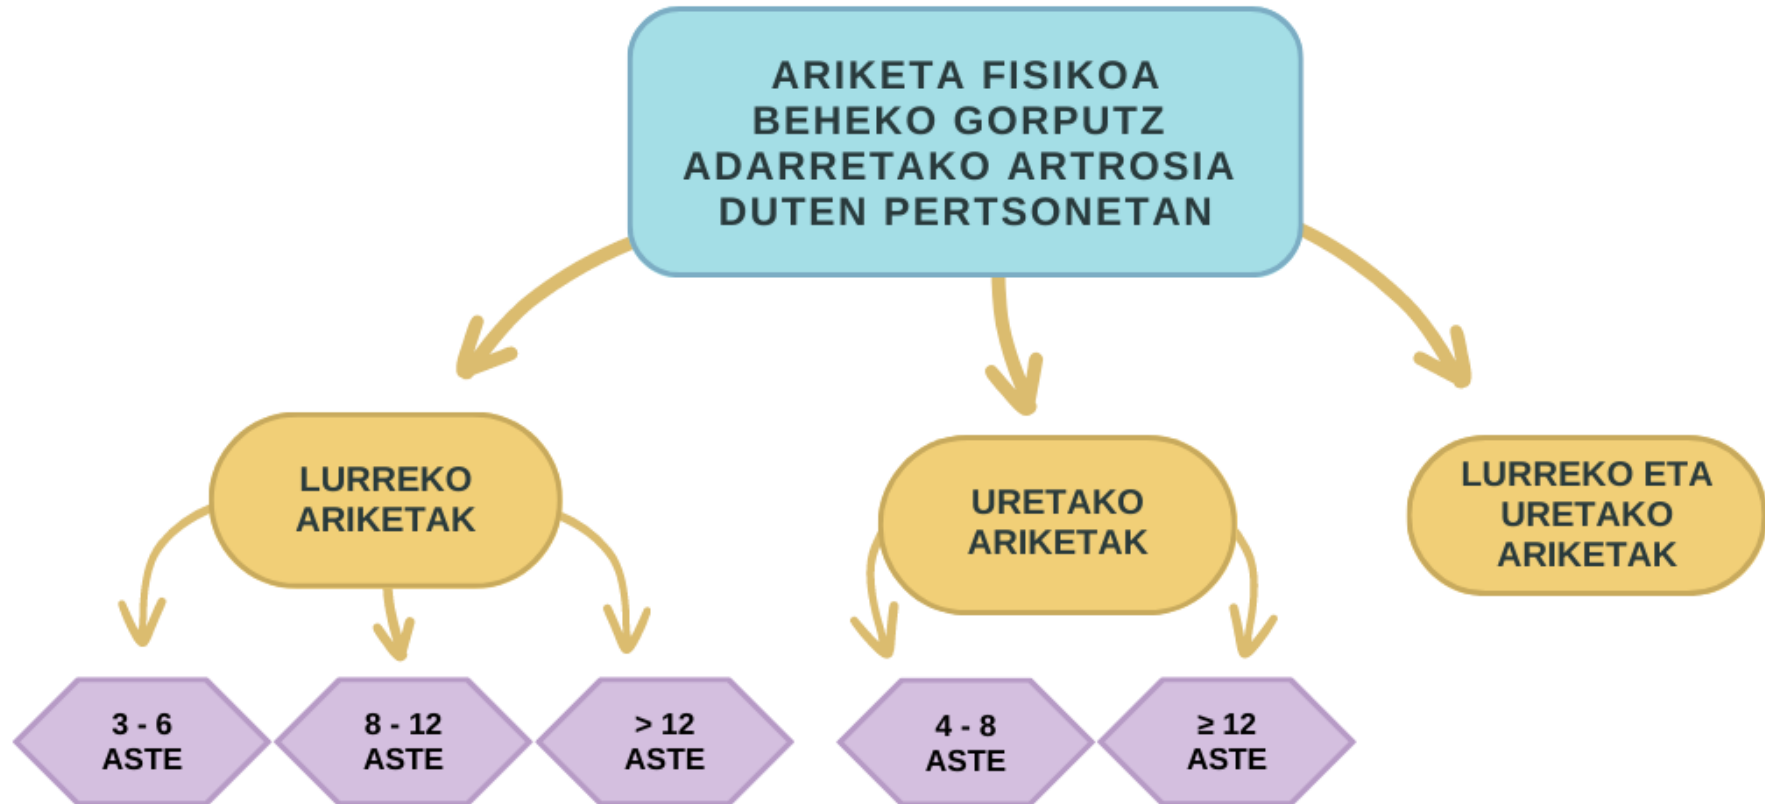 ARIKETA FISIKOA
BEHEKO GORPUTZ
ADARRETAKO ARTROSIA
DUTEN PERTSONETAN
LURREKO
ARIKETAK
URETAKO
ARIKETAK
LURREKO ETA
URETAKO
ARIKETAK
3 - 6
ASTE
8 - 12
ASTE
> 12
ASTE
4 - 8
ASTE
≥ 12
ASTE